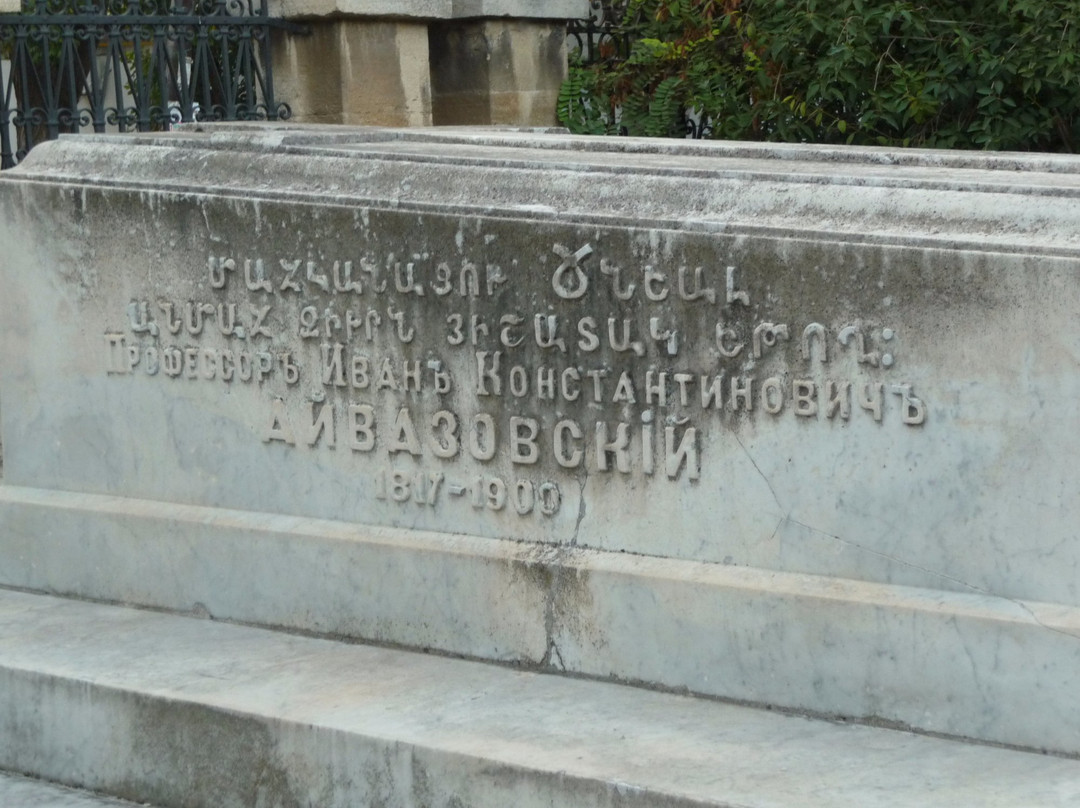 ՄԱՀԿԱՆԱՑՈՒ ԾՆԵԱԼ
ԱՆՄԱՀ ԶԻՒՐՆ ՅԻՇԱՏԱԿ ԵԹՈՂ։
ПРОФЕССОРЪ ИВАНЪ КОНСТАНТИНОВИЧЪ
АЙВАЗОВСКІЙ
1817-1900